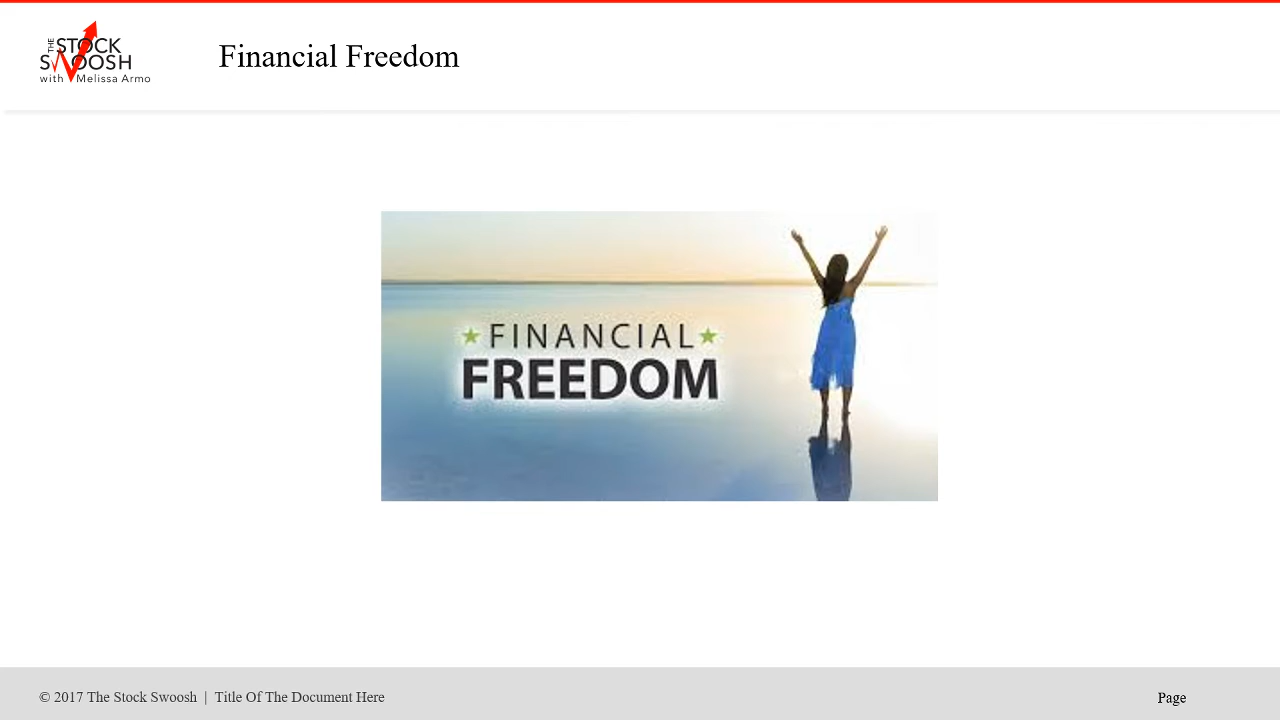 THE STOCK
SWOOSH
with Melissa Armo
Financial Freedom
FINANCIAL
FREEDOM
© 2017 The Stock Swoosh | Title Of The Document Here
Page